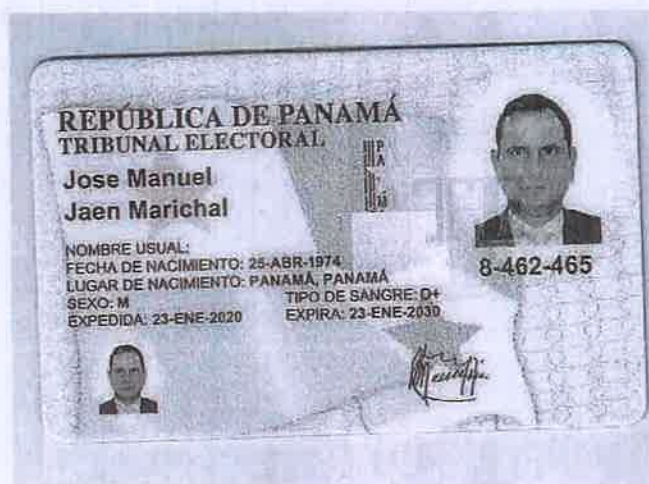 REPÚBLICA DE PANAMÁ
TRIBUNAL ELECTORAL
Jose Manuel
Jaen Marichal
NOMBRE USUAL:
FECHA DE NACIMIENTO: 25-ABR-1974
LUGAR DE NACIMIENTO: PANAMÁ, PANAMÁ
SEXO: M TIPO DE SANGRE: O+
EXPEDIDA: 23-ENE-2020 EXPIRA: 23-ENE-2030
8-462-465